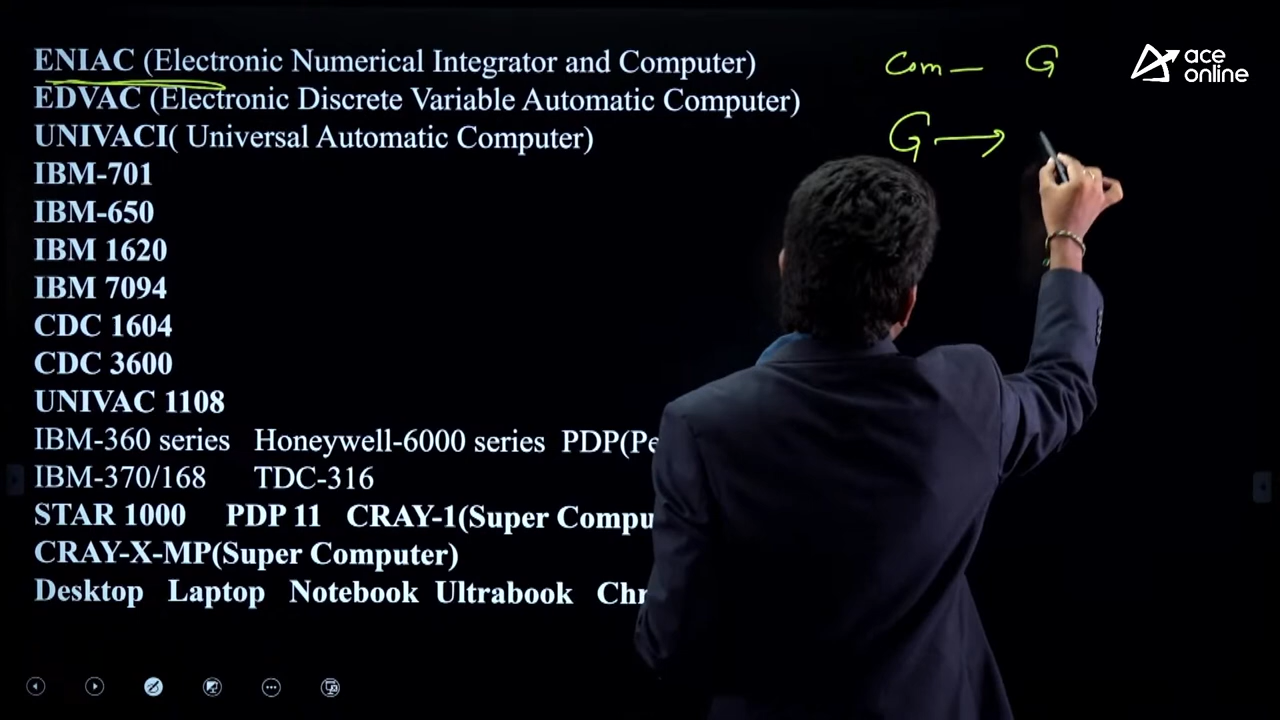 ENIAC (Electronic Numerical Integrator and Computer)
EDVAC (Electronic Discrete Variable Automatic Computer)
UNIVACI( Universal Automatic Computer)
IBM-701
IBM-650
IBM 1620
IBM 7094
CDC 1604
CDC 3600
UNIVAC 1108
IBM-360 series Honeywell-6000 series PDP(Pe
IBM-370/168 TDC-316
STAR 1000 PDP 11 CRAY-1(Super Compu
CRAY-X-MP(Super Computer)
Desktop Laptop Notebook Ultrabook Chr
Com — G
G →
ace
online